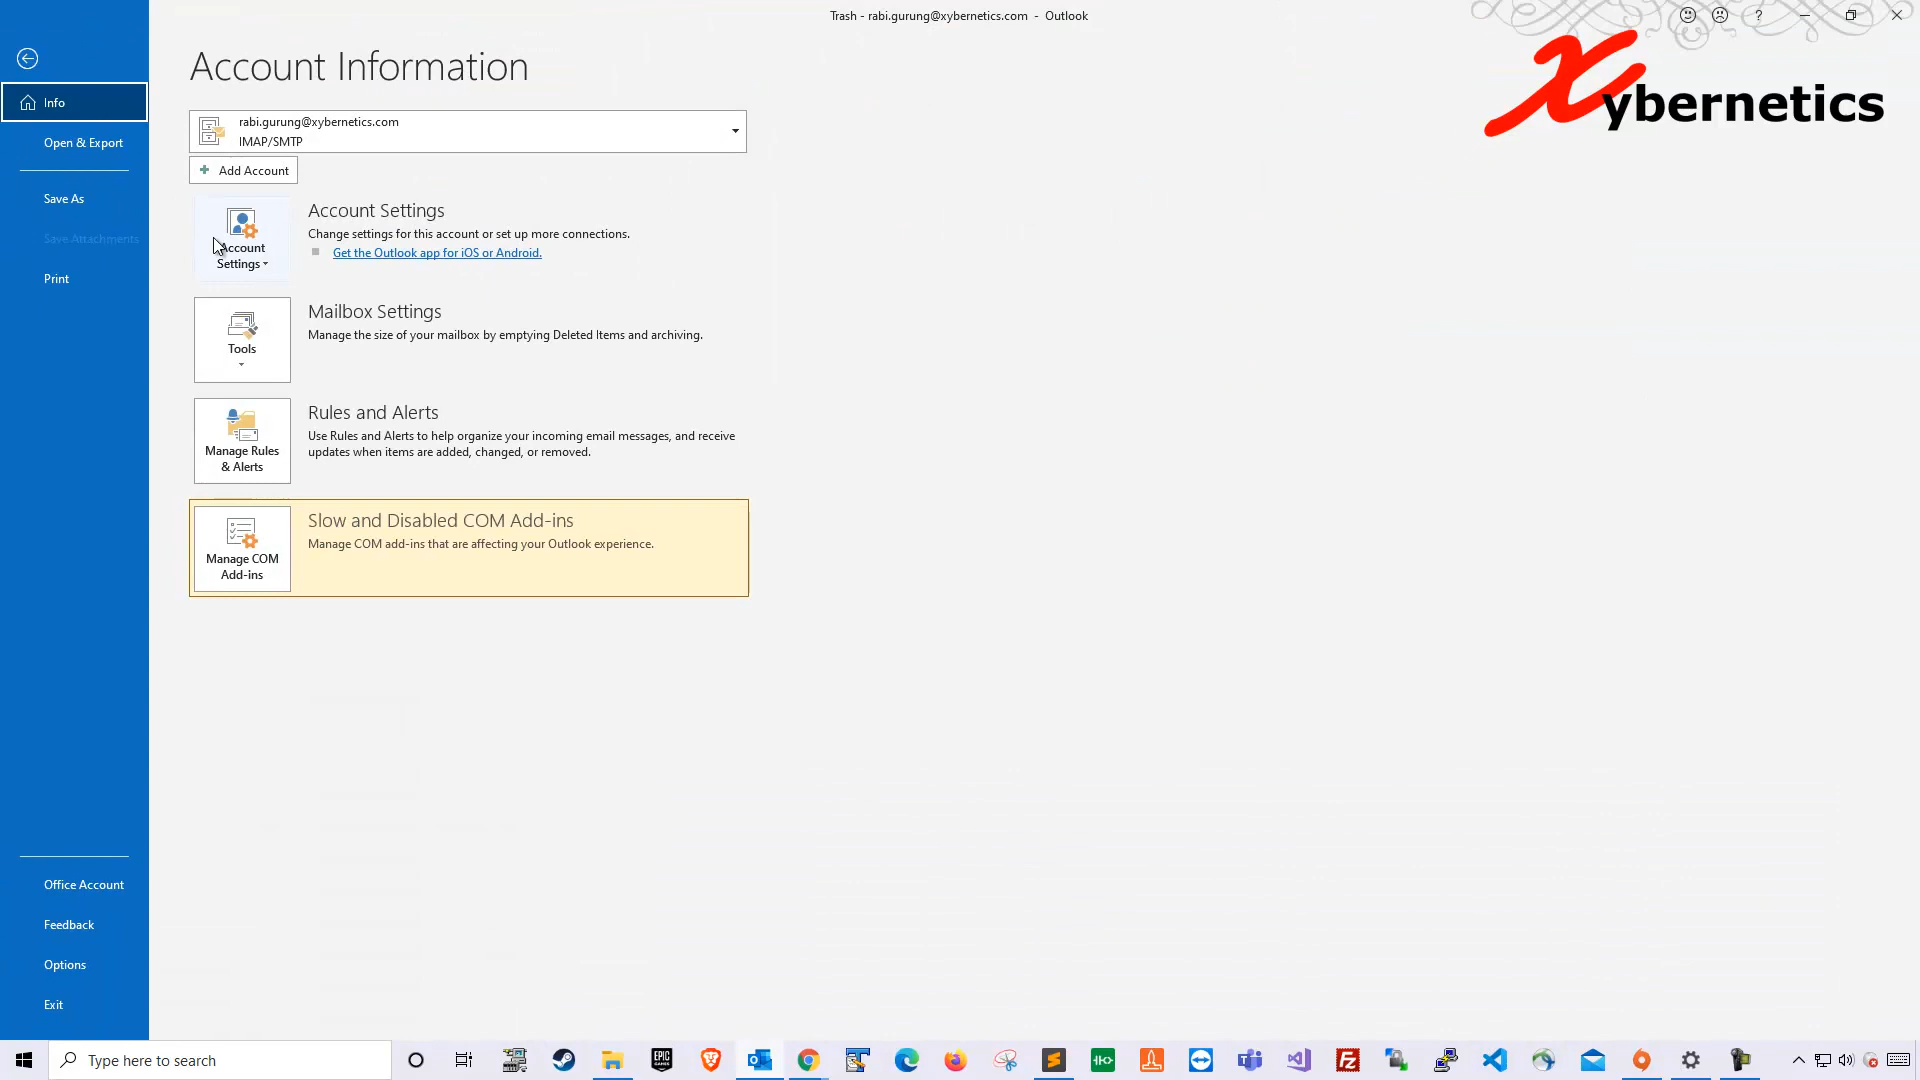 Trash - rabi.gurung@xybernetics.com - Outlook
?
Xybernetics
Account Information
Info
Open & Export
Save As
Save Attachments
Print
Office Account
Feedback
Options
Exit
rabi.gurung@xybernetics.com
IMAP/SMTP
Add Account
Account
Settings
Account Settings
Change settings for this account or set up more connections.
Get the Outlook app for iOS or Android.
Tools
Mailbox Settings
Manage the size of your mailbox by emptying Deleted Items and archiving.
Manage Rules
& Alerts
Rules and Alerts
Use Rules and Alerts to help organize your incoming email messages, and receive
updates when items are added, changed, or removed.
Manage COM
Add-ins
Slow and Disabled COM Add-ins
Manage COM add-ins that are affecting your Outlook experience.
Type here to search
EPIC
GAMES